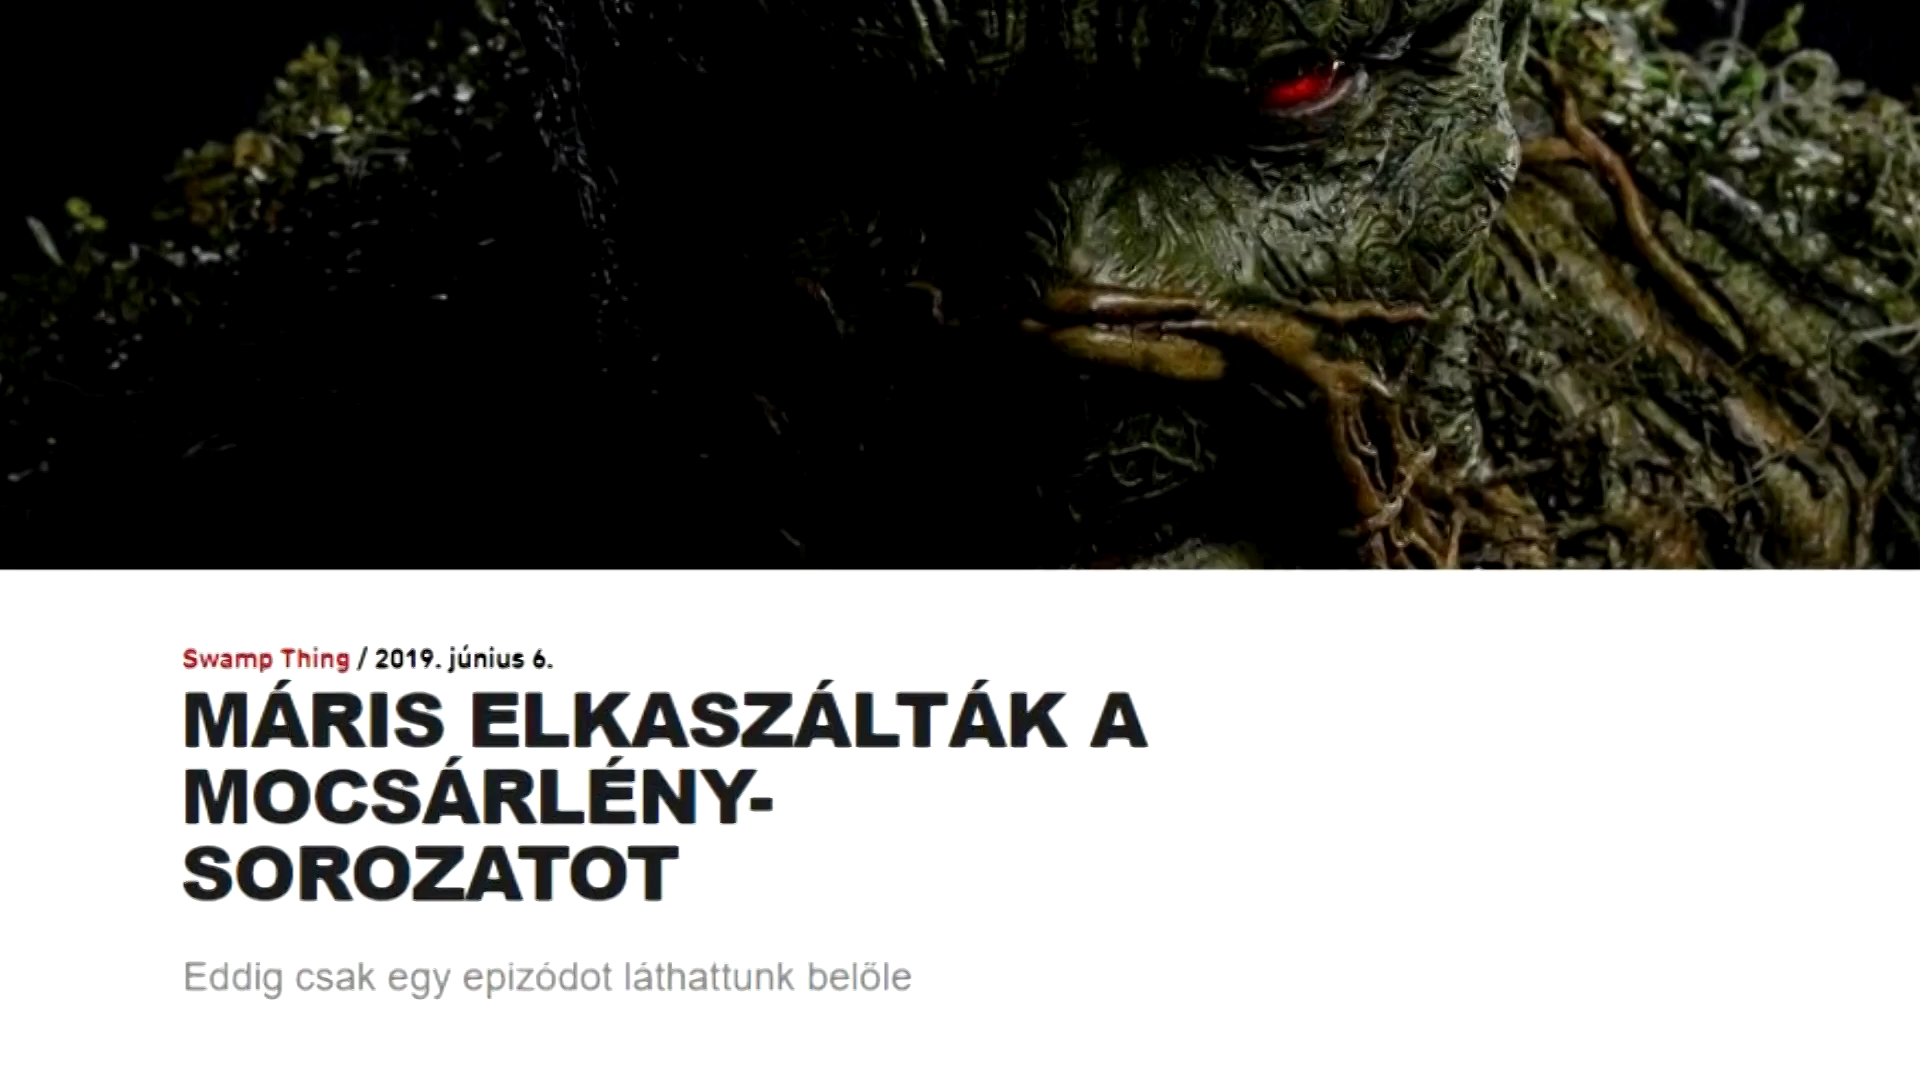 Swamp Thing / 2019. június 6.
MÁRIS ELKASZÁLTÁK A
MOCSÁRLÉNY-
SOROZATOT
Eddig csak egy epizódot láthattunk belőle